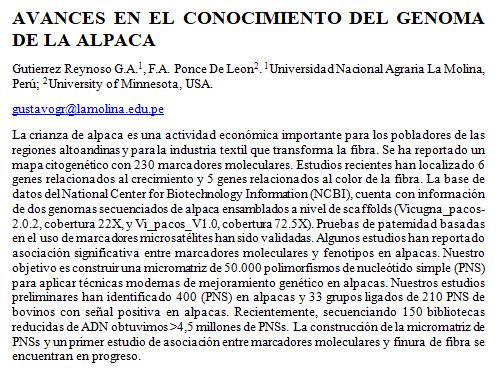 AVANCES EN EL CONOCIMIENTO DEL GENOMA
DE LA ALPACA
Gutierrez Reynoso G.A.¹, F.A. Ponce De Leon². ¹Universidad Nacional Agraria La Molina,
Perú; ²University of Minnesota, USA.
gustavogr@lamolina.edu.pe
La crianza de alpaca es una actividad económica importante para los pobladores de las
regiones altoandinas y para la industria textil que transforma la fibra. Se ha reportado un
mapa citogenético con 230 marcadores moleculares. Estudios recientes han localizado 6
genes relacionados al crecimiento y 5 genes relacionados al color de la fibra. La base de
datos del National Center for Biotechnology Information (NCBI), cuenta con información
de dos genomas secuenciados de alpaca ensamblados a nivel de scaffolds (Vicugna_pacos-
2.0.2, cobertura 22X, y Vi_pacos_V1.0, cobertura 72.5X). Pruebas de paternidad basadas
en el uso de marcadores microsatélites han sido validadas. Algunos estudios han reportado
asociación significativa entre marcadores moleculares y fenotipos en alpacas. Nuestro
objetivo es construir una micromatriz de 50.000 polimorfismos de nucleótido simple (PNS)
para aplicar técnicas modernas de mejoramiento genético en alpacas. Nuestros estudios
preliminares han identificado 400 (PNS) en alpacas y 33 grupos ligados de 210 PNS de
bovinos con señal positiva en alpacas. Recientemente, secuenciando 150 bibliotecas
reducidas de ADN obtuvimos >4,5 millones de PNSs. La construcción de la micromatriz de
PNSs y un primer estudio de asociación entre marcadores moleculares y finura de fibra se
encuentran en progreso.